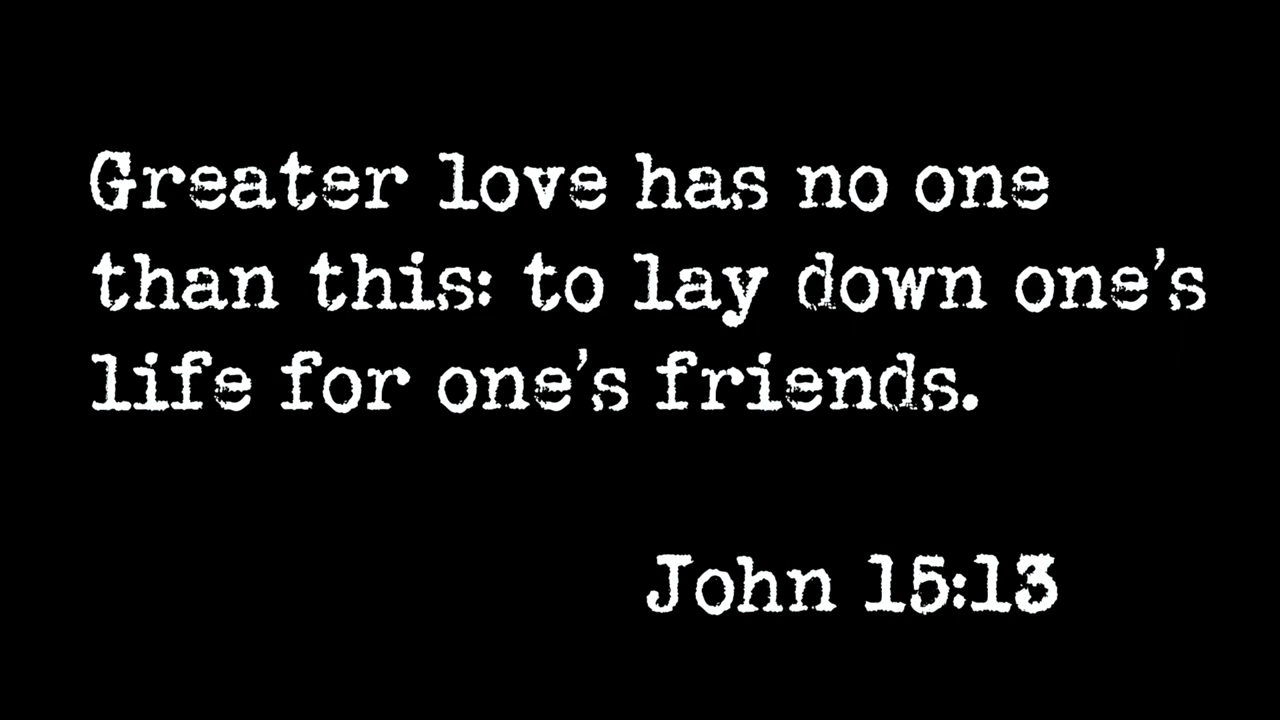 Greater love has no one
than this: to lay down one's
life for one's friends.
John 15:13